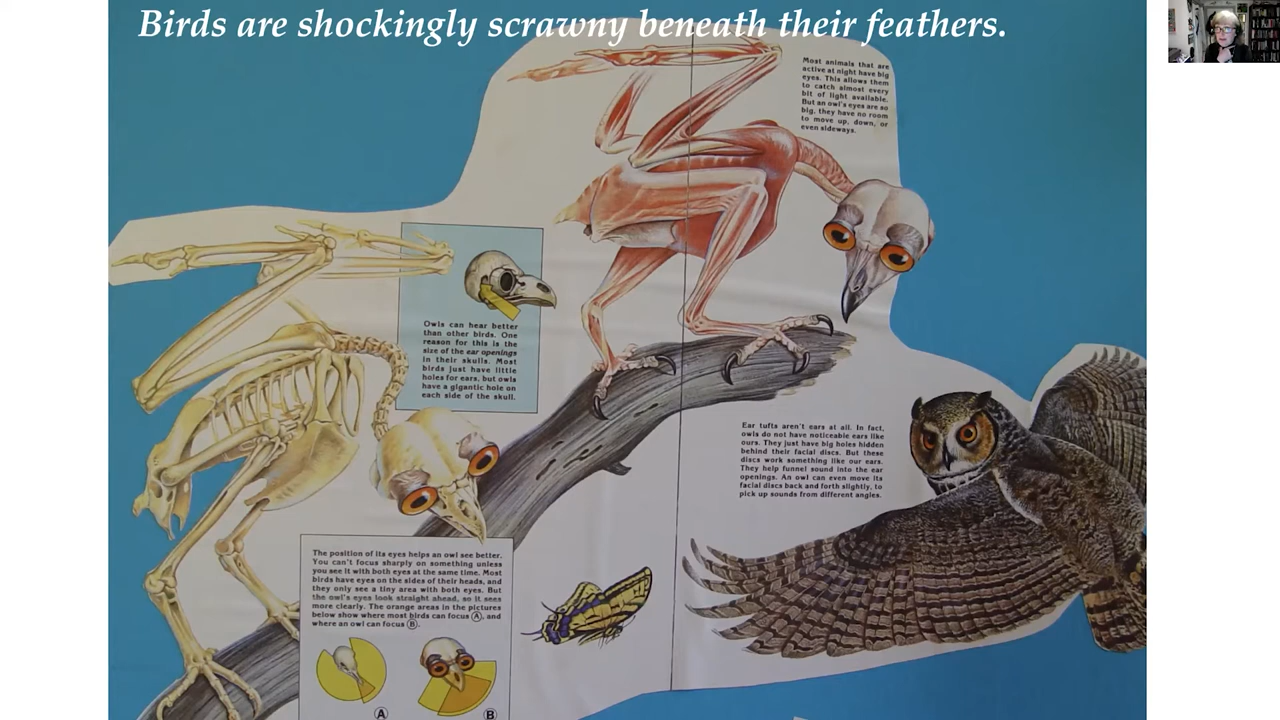 Birds are shockingly scrawny beneath their feathers.
Most animals that are
active at night have big
eyes. This allows them
to catch almost every
bit of light available.
But an owl's eyes are so
big, they have no room
to move up, down, or
even sideways.
Owls can hear better
than other birds. One
reason for this is the
size of the ear openings
in their skulls. Most
birds just have little
holes for ears, but owls
have a gigantic hole on
each side of the skull.
Ear tufts aren't ears at all. In fact,
owls do not have noticeable ears like
ours. They just have big holes hidden
behind their facial discs. But these
discs work something like our ears.
They help funnel sound into the ear
openings. An owl can even move its
facial discs back and forth slightly, to
pick up sounds from different angles.
The position of its eyes helps an owl see better.
You can't focus sharply on something unless
you see it with both eyes at the same time. Most
birds have eyes on the sides of their heads, and
they only see a tiny area with both eyes. But
the owl's eyes look straight ahead, so it sees
more clearly. The orange areas in the pictures
below show where most birds can focus Ⓐ, and
where an owl can focus Ⓑ.
Ⓐ
Ⓑ